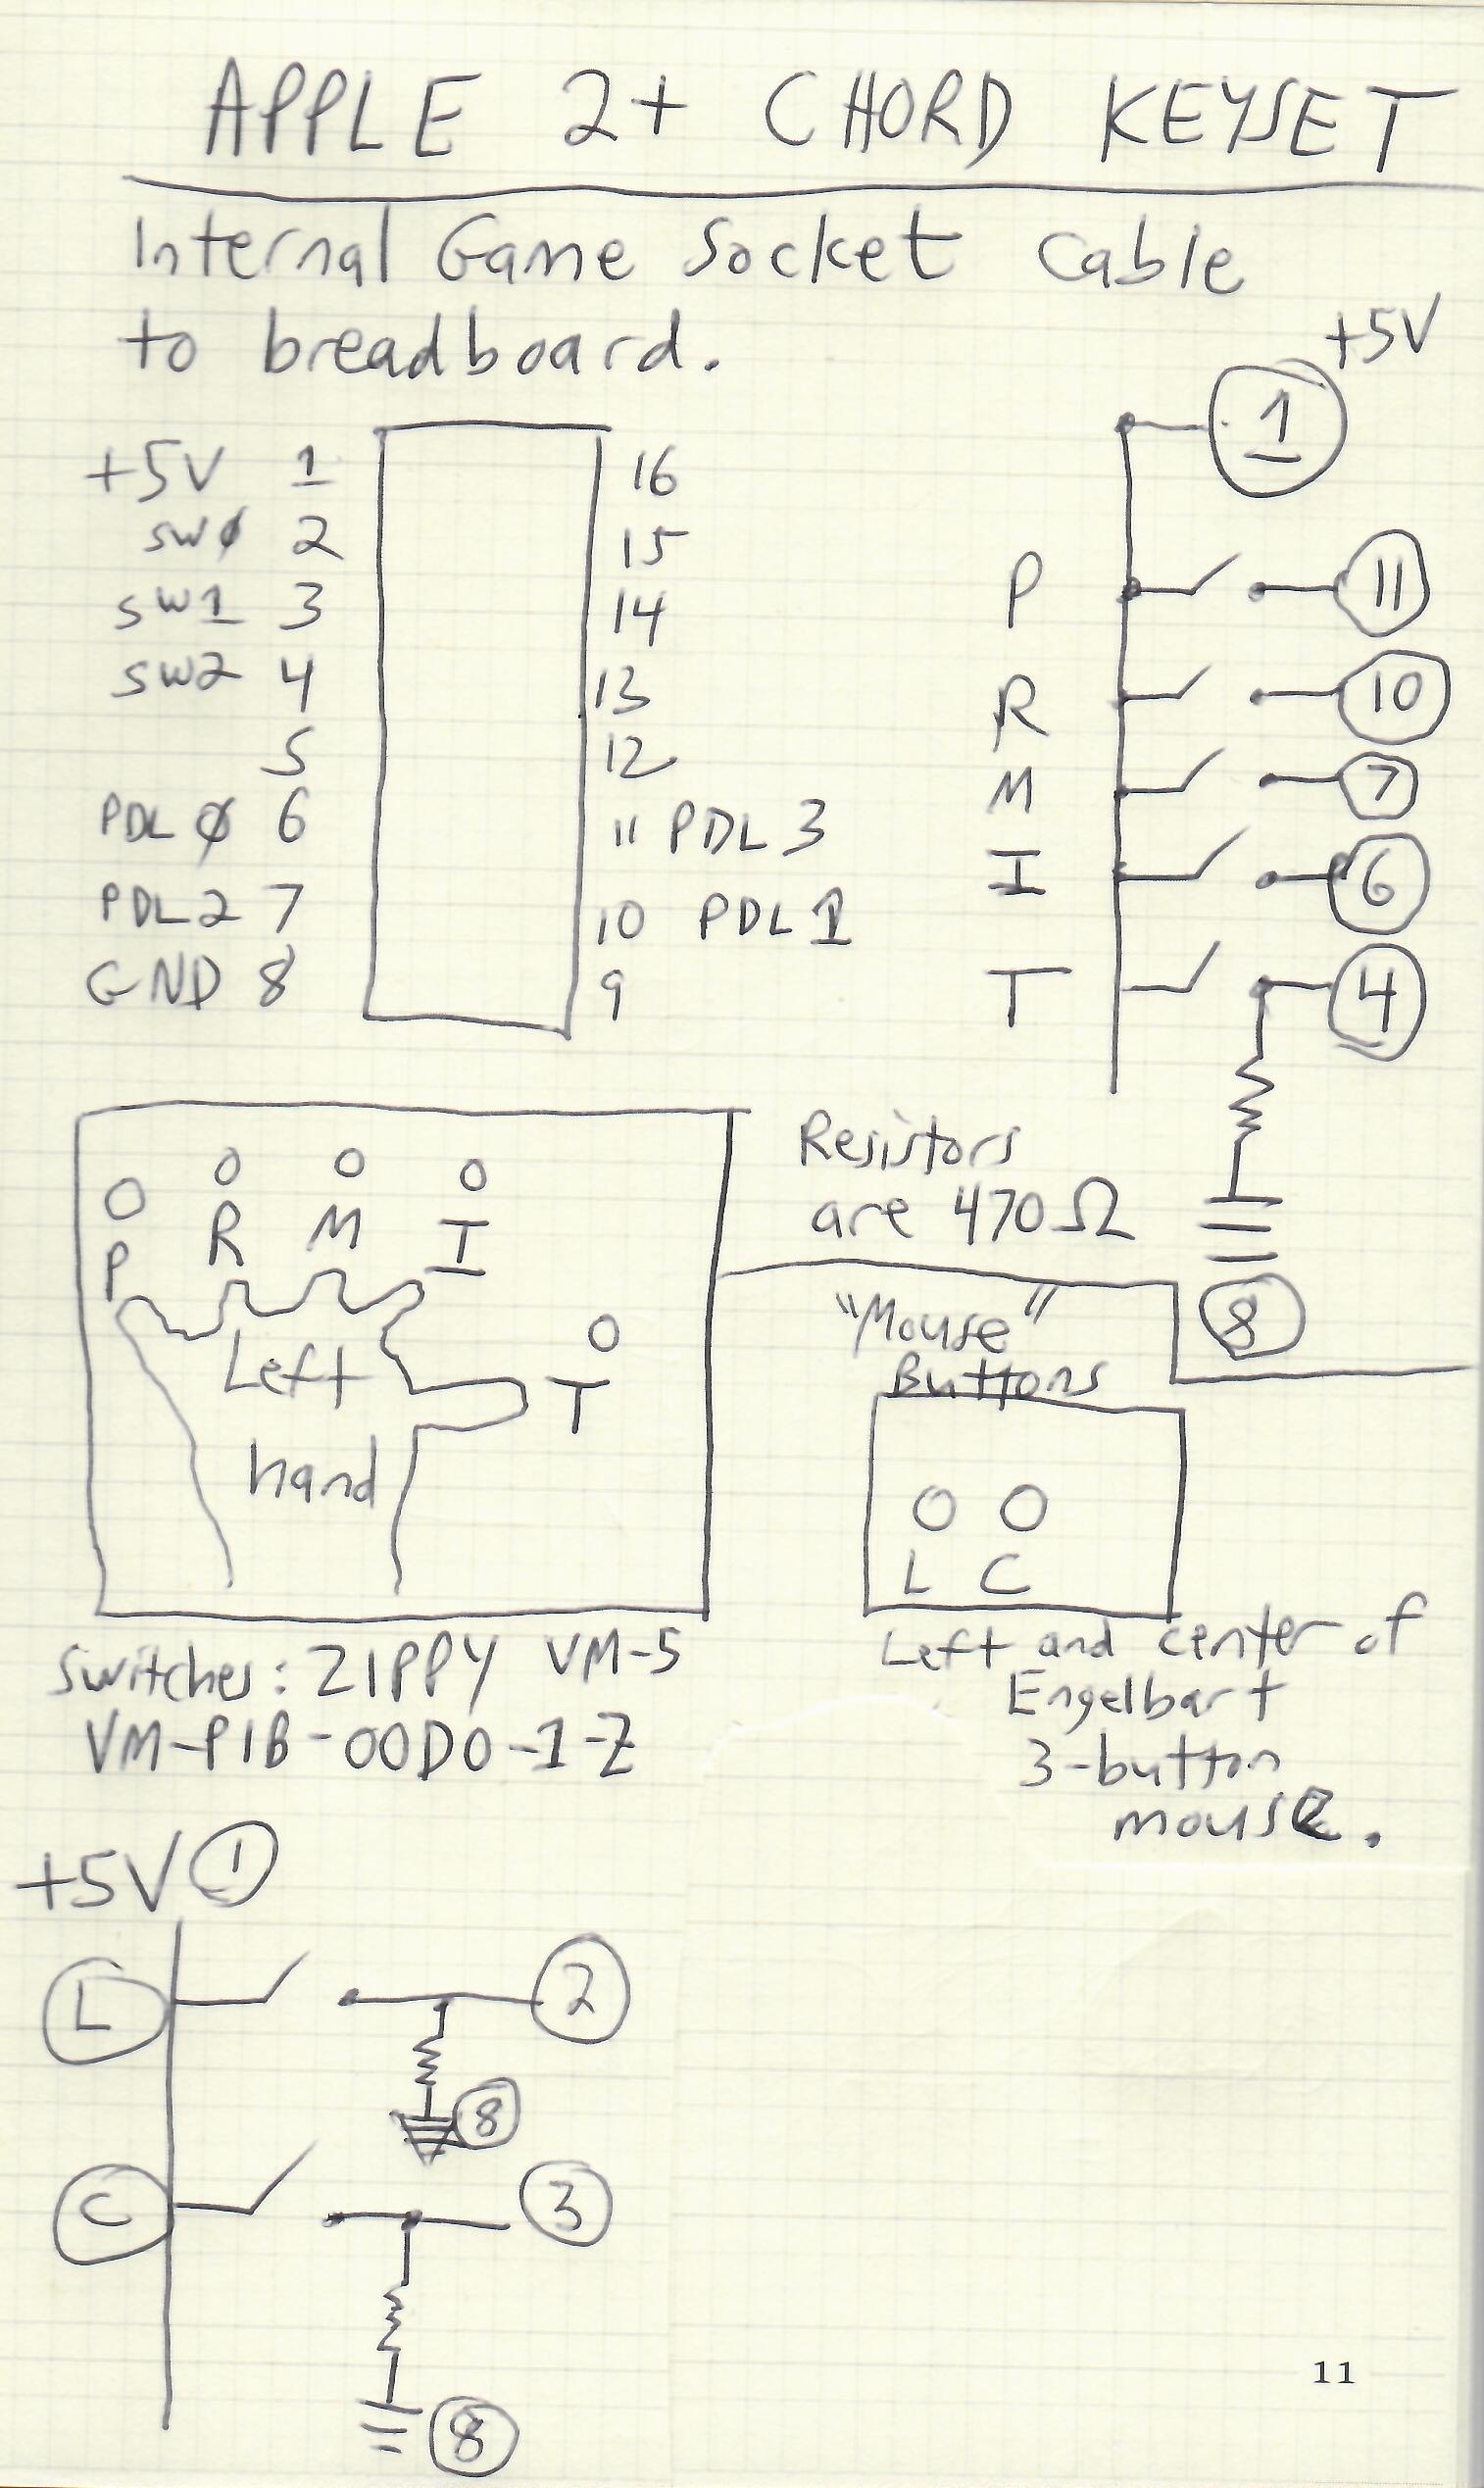 APPLE 2+ CHORD KEYSET
Internal Game Socket Cable
to breadboard.
+5V 1 16
SW0 2 15
SW1 3 14
SW2 4 13
5 12
PDL 0 6 11 PDL 3
PDL 2 7 10 PDL 1
GND 8 9
+5V
1
P 11
R 10
M 7
I 6
T 4
8
P R M I
T
Left
hand
Resistors
are 470Ω
"Mouse"
Buttons
L C
Left and center of
Engelbart
3-button
mouse.
Switches: ZIPPY VM-5
VM-P1B-00D0-1-Z
+5V 1
L 2
8
C 3
8
11